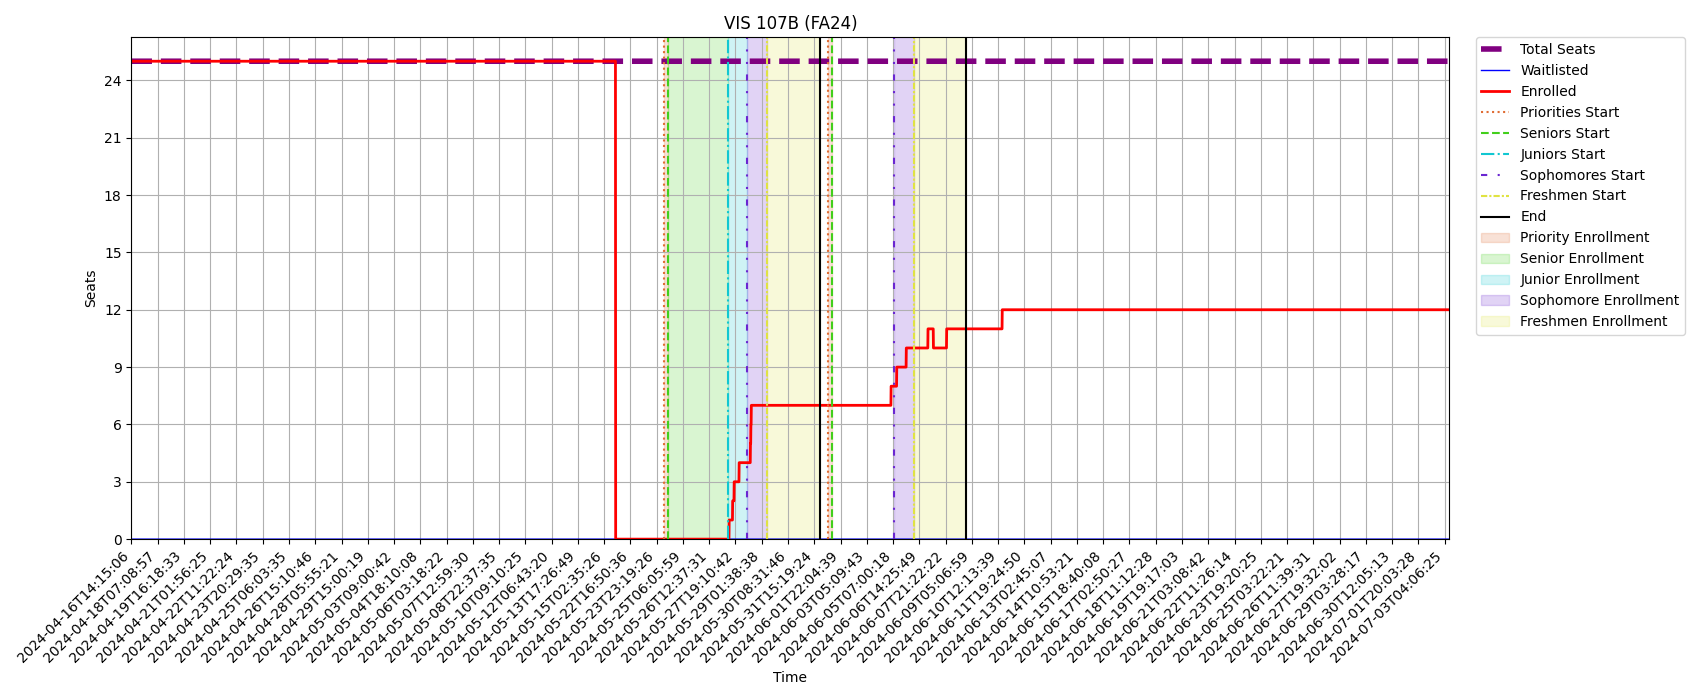 VIS 107B (FA24)
Total Seats
Waitlisted
Enrolled
Priorities Start
Seniors Start
Juniors Start
Sophomores Start
Freshmen Start
End
Priority Enrollment
Senior Enrollment
Junior Enrollment
Sophomore Enrollment
Freshmen Enrollment
Seats
24
21
18
15
12
9
6
3
0
2024-04-16T14:15:06
2024-04-18T07:08:57
2024-04-19T16:18:33
2024-04-21T01:56:25
2024-04-22T11:22:24
2024-04-23T20:29:35
2024-04-25T06:03:35
2024-04-26T15:10:46
2024-04-28T05:55:21
2024-04-29T15:00:19
2024-05-03T09:00:42
2024-05-04T18:10:08
2024-05-06T03:18:22
2024-05-07T12:59:30
2024-05-08T22:37:35
2024-05-10T09:10:25
2024-05-12T06:43:20
2024-05-13T17:26:49
2024-05-15T02:35:26
2024-05-22T16:50:36
2024-05-23T23:19:26
2024-05-25T06:05:59
2024-05-26T12:37:31
2024-05-27T19:10:42
2024-05-29T01:38:38
2024-05-30T08:31:46
2024-05-31T15:19:24
2024-06-01T22:04:39
2024-06-03T05:09:43
2024-06-05T07:00:18
2024-06-06T14:25:49
2024-06-07T21:22:22
2024-06-09T05:06:59
2024-06-10T12:13:39
2024-06-11T19:24:50
2024-06-13T02:45:07
2024-06-14T10:53:21
2024-06-15T18:40:08
2024-06-17T02:50:27
2024-06-18T11:12:28
2024-06-19T19:17:03
2024-06-21T03:08:42
2024-06-22T11:26:14
2024-06-23T19:20:25
2024-06-25T03:22:21
2024-06-26T11:39:31
2024-06-27T19:32:02
2024-06-29T03:28:17
2024-06-30T12:05:13
2024-07-01T20:03:28
2024-07-03T04:06:25
Time